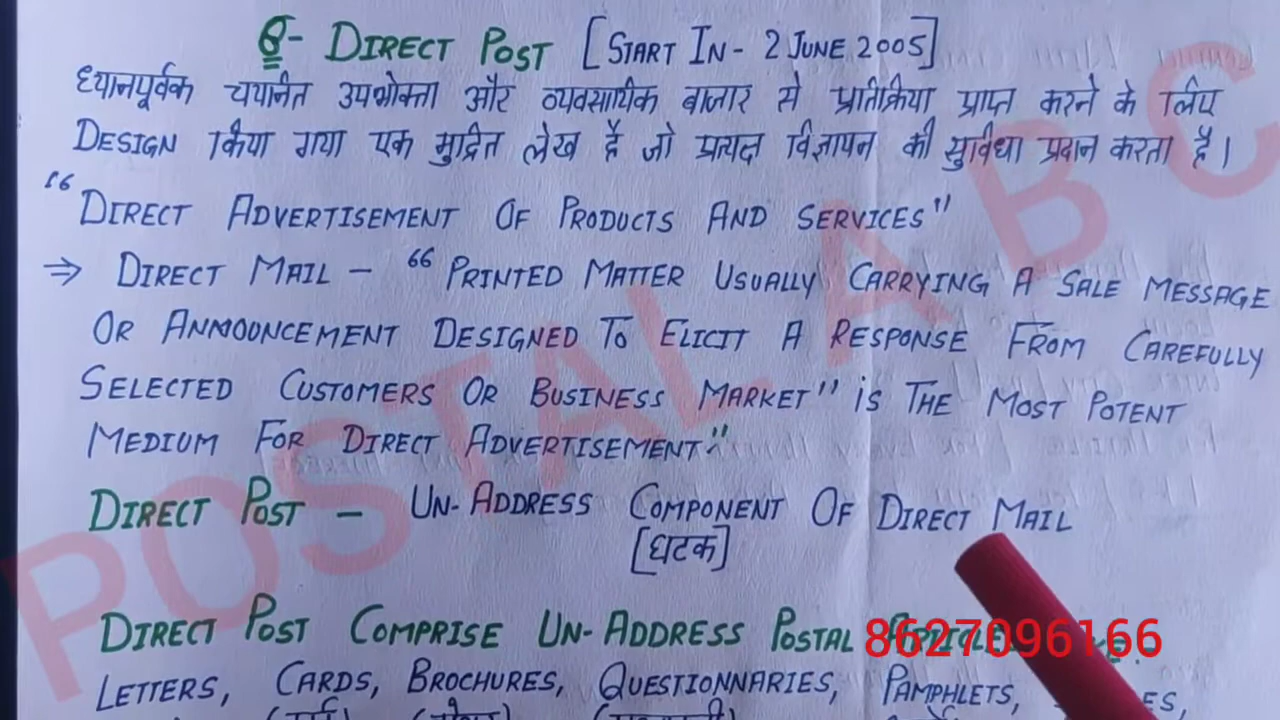 8- DIRECT POST [START IN- 2 JUNE 2005]
ध्यानपूर्वक चयनित उपभोक्ता और व्यवसायिक बाजार से प्रतिक्रिया प्राप्त करने के लिए
DESIGN किया गया एक मुद्रित लेख है जो प्रत्यक्ष विज्ञापन की सुविधा प्रदान करता है।
"DIRECT ADVERTISEMENT OF PRODUCTS AND SERVICES"
⇒ DIRECT MAIL – "PRINTED MATTER USUALLY CARRYING A SALE MESSAGE
OR ANNOUNCEMENT DESIGNED TO ELICIT A RESPONSE FROM CAREFULLY
SELECTED CUSTOMERS OR BUSINESS MARKET" iS THE MOST POTENT
MEDIUM FOR DIRECT ADVERTISEMENT"
DIRECT POST – UN-ADDRESS COMPONENT OF DIRECT MAIL
[घटक]
DIRECT POST COMPRISE UN-ADDRESS POSTAL
8627096166
LETTERS, CARDS, BROCHURES, QUESTIONNARIES, PAMPHLETS,
POSTAL ABC